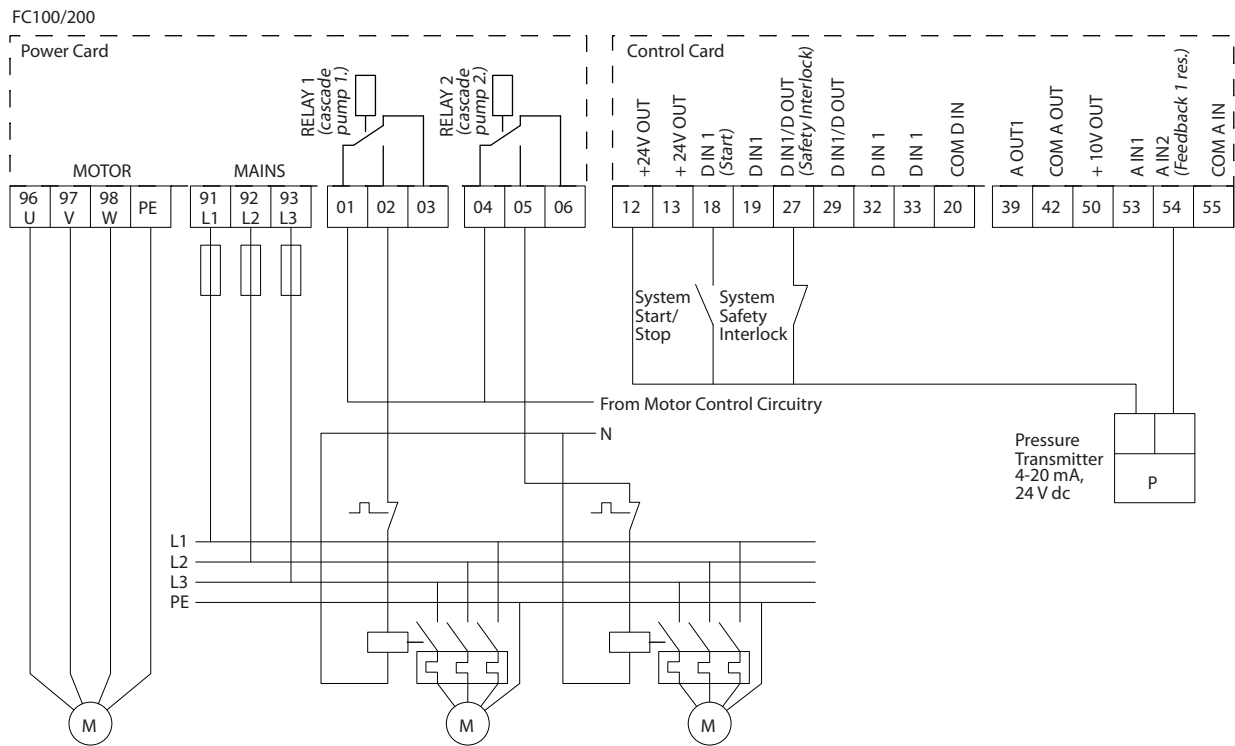 FC100/200
Power Card
Control Card
RELAY 1
(cascade
pump 1.)
RELAY 2
(cascade
pump 2.)
+24V OUT
+ 24V OUT
D IN 1
(Start)
D IN1
D IN1/D OUT
(Safety Interlock)
D IN1/D OUT
D IN 1
D IN 1
COM D IN
A OUT1
COM A OUT
+ 10V OUT
A IN1
A IN2
(Feedback 1 res.)
COM A IN
MOTOR
MAINS
96
U
97
V
98
W
PE
91
L1
92
L2
93
L3
01
02
03
04
05
06
12
13
18
19
27
29
32
33
20
39
42
50
53
54
55
System
Start/
Stop
System
Safety
Interlock
From Motor Control Circuitry
N
Pressure
Transmitter
4-20 mA,
24 V dc
P
L1
L2
L3
PE
M
M
M